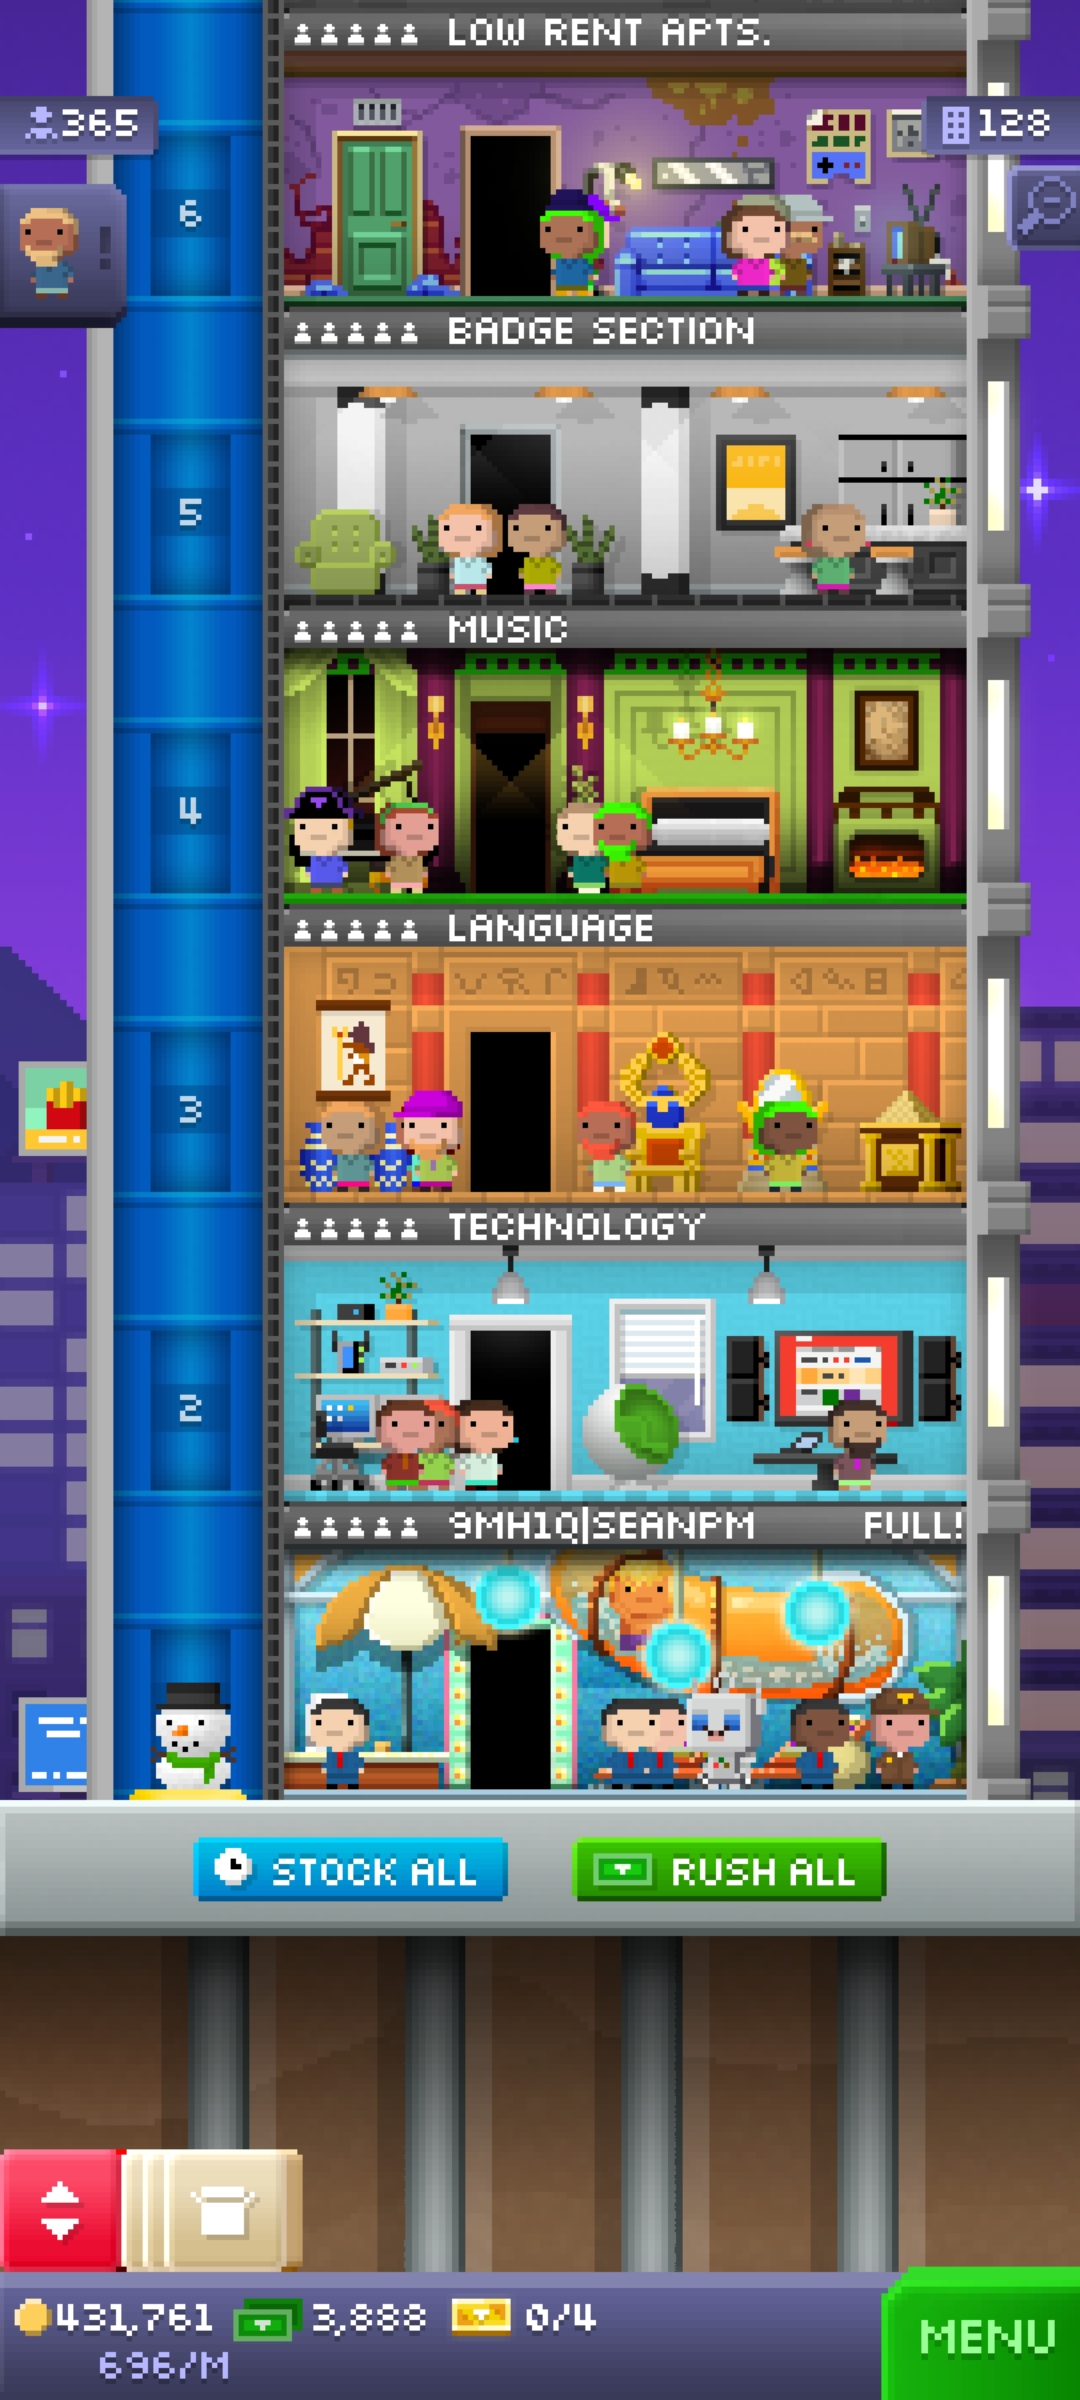 LOW RENT APTS.
365
128
6
BADGE SECTION
5
MUSIC
4
LANGUAGE
3
TECHNOLOGY
2
9MH1Q|SEANPM FULL!
STOCK ALL
RUSH ALL
431,761 3,888 0/4
696/M
MENU